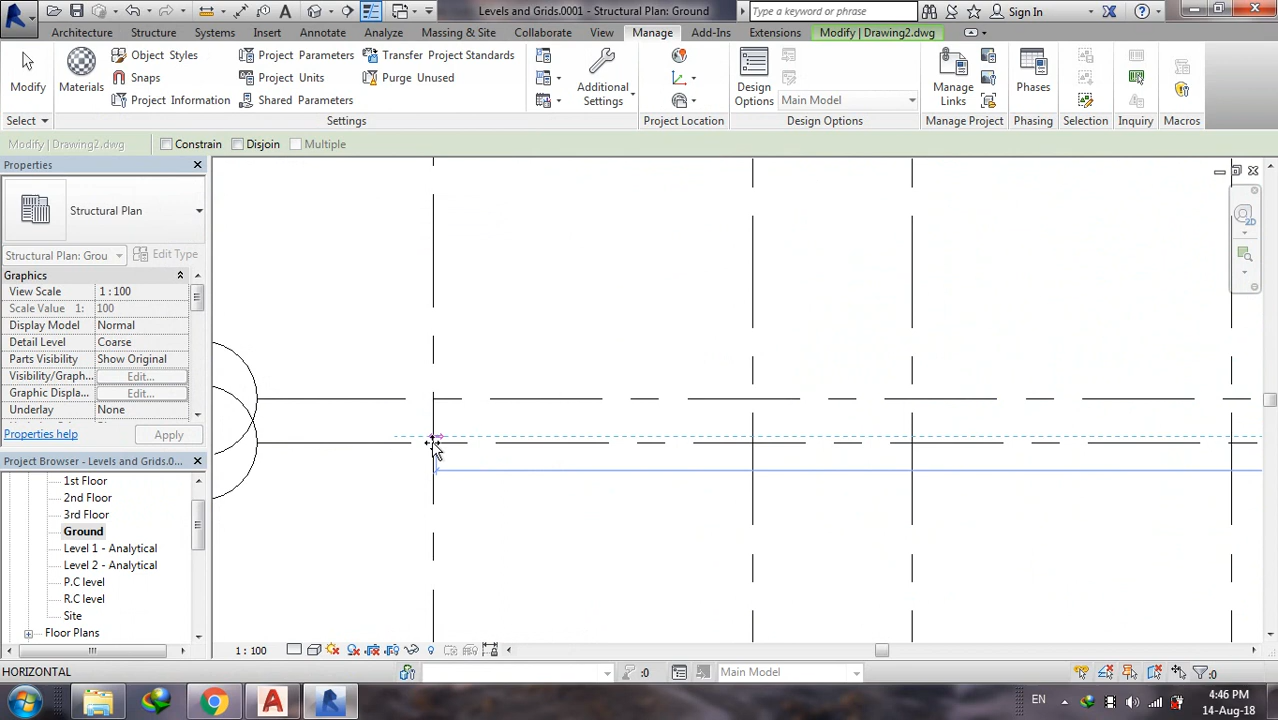 Levels and Grids.0001 - Structural Plan: Ground
Type a keyword or phrase
Sign In
Architecture Structure Systems Insert Annotate Analyze Massing & Site Collaborate View Manage Add-Ins Extensions Modify | Drawing2.dwg
Modify
Materials
Object Styles
Snaps
Project Information
Project Parameters
Project Units
Shared Parameters
Transfer Project Standards
Purge Unused
Additional
Settings
Design
Options
Main Model
Manage
Links
Phases
Select
Settings
Project Location
Design Options
Manage Project
Phasing
Selection
Inquiry
Macros
Modify | Drawing2.dwg
Constrain
Disjoin
Multiple
Properties
Structural Plan
Structural Plan: Grou
Edit Type
Graphics
View Scale 1 : 100
Scale Value 1: 100
Display Model Normal
Detail Level Coarse
Parts Visibility Show Original
Visibility/Graph... Edit...
Graphic Displa... Edit...
Underlay None
Properties help
Apply
Project Browser - Levels and Grids.0...
1st Floor
2nd Floor
3rd Floor
Ground
Level 1 - Analytical
Level 2 - Analytical
P.C level
R.C level
Site
Floor Plans
1 : 100
HORIZONTAL
:0
Main Model
:0
EN
4:46 PM
14-Aug-18
2D